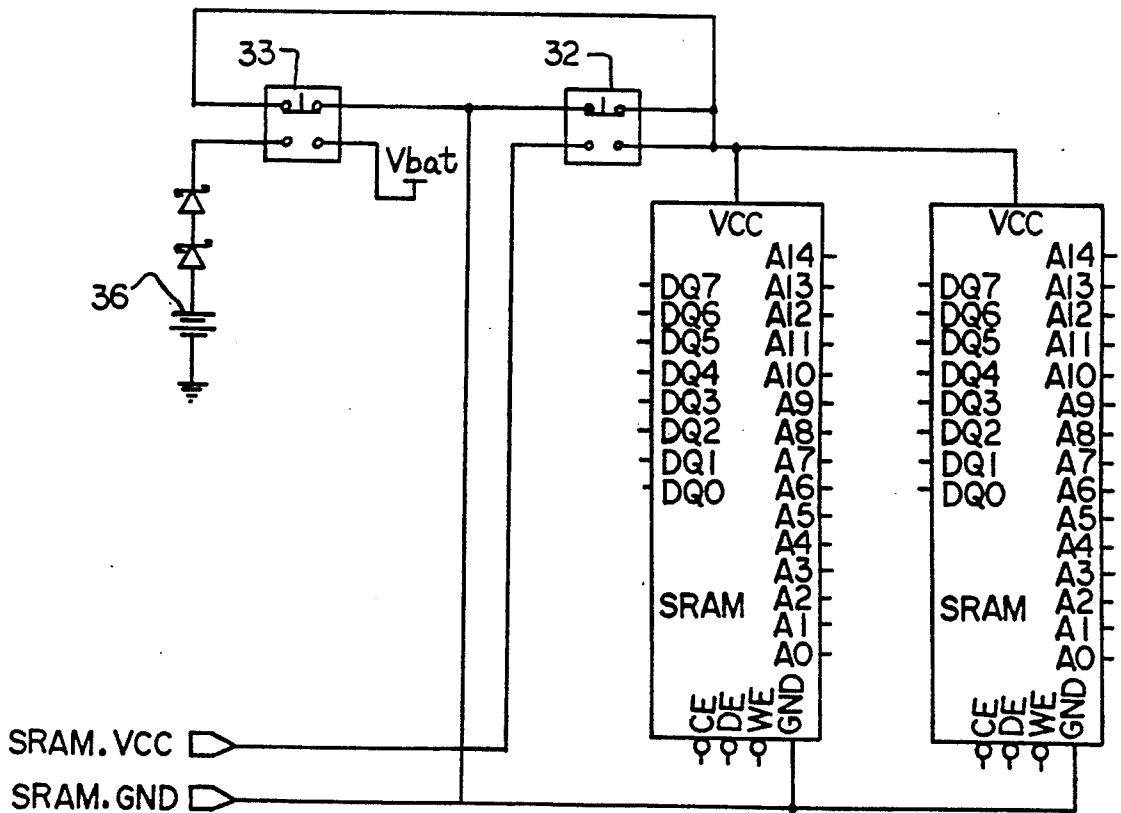 33
32
Vbat
36
VCC
A14
DQ7 A13
DQ6 A12
DQ5 A11
DQ4 A10
DQ3 A9
DQ2 A8
DQ1 A7
DQ0 A6
A5
A4
A3
SRAM A2
A1
A0
CE
DE
WE
GND
VCC
A14
DQ7 A13
DQ6 A12
DQ5 A11
DQ4 A10
DQ3 A9
DQ2 A8
DQ1 A7
DQ0 A6
A5
A4
A3
SRAM A2
A1
A0
CE
DE
WE
GND
SRAM.VCC
SRAM.GND